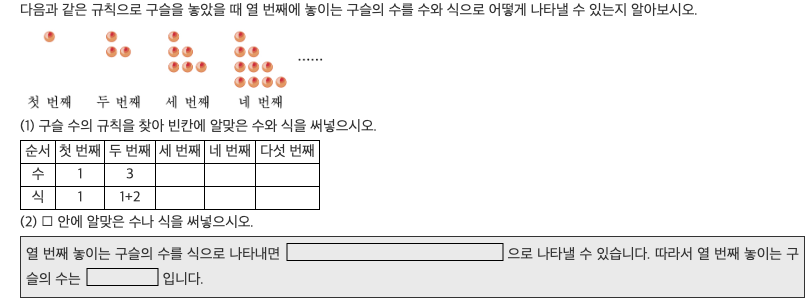 다음과 같은 규칙으로 구슬을 놓았을 때 열 번째에 놓이는 구슬의 수를 수와 식으로 어떻게 나타낼 수 있는지 알아보시오.
······
첫 번째 두 번째 세 번째 네 번째
(1) 구슬 수의 규칙을 찾아 빈칸에 알맞은 수와 식을 써넣으시오.
순서 첫 번째 두 번째 세 번째 네 번째 다섯 번째
수 1 3
식 1 1+2
(2) □ 안에 알맞은 수나 식을 써넣으시오.
열 번째 놓이는 구슬의 수를 식으로 나타내면 으로 나타낼 수 있습니다. 따라서 열 번째 놓이는 구
슬의 수는 입니다.